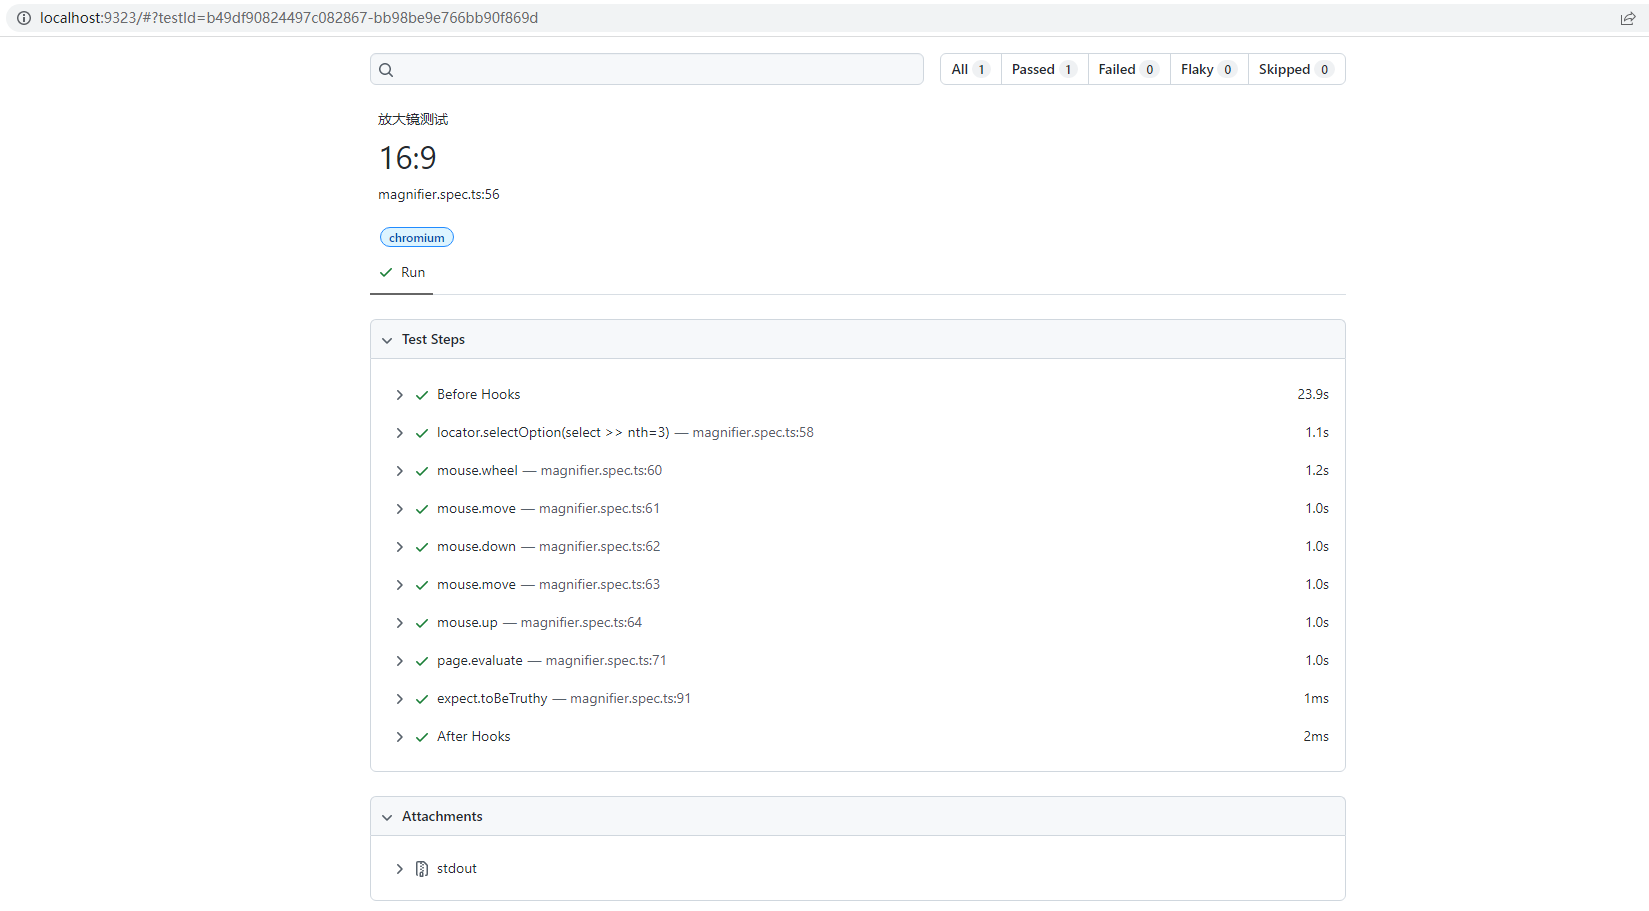 localhost:9323/#?testId=b49df90824497c082867-bb98be9e766bb90f869d
All 1 Passed 1 Failed 0 Flaky 0 Skipped 0
放大镜测试
16:9
magnifier.spec.ts:56
chromium
Run
Test Steps
Before Hooks 23.9s
locator.selectOption(select >> nth=3) — magnifier.spec.ts:58 1.1s
mouse.wheel — magnifier.spec.ts:60 1.2s
mouse.move — magnifier.spec.ts:61 1.0s
mouse.down — magnifier.spec.ts:62 1.0s
mouse.move — magnifier.spec.ts:63 1.0s
mouse.up — magnifier.spec.ts:64 1.0s
page.evaluate — magnifier.spec.ts:71 1.0s
expect.toBeTruthy — magnifier.spec.ts:91 1ms
After Hooks 2ms
Attachments
stdout